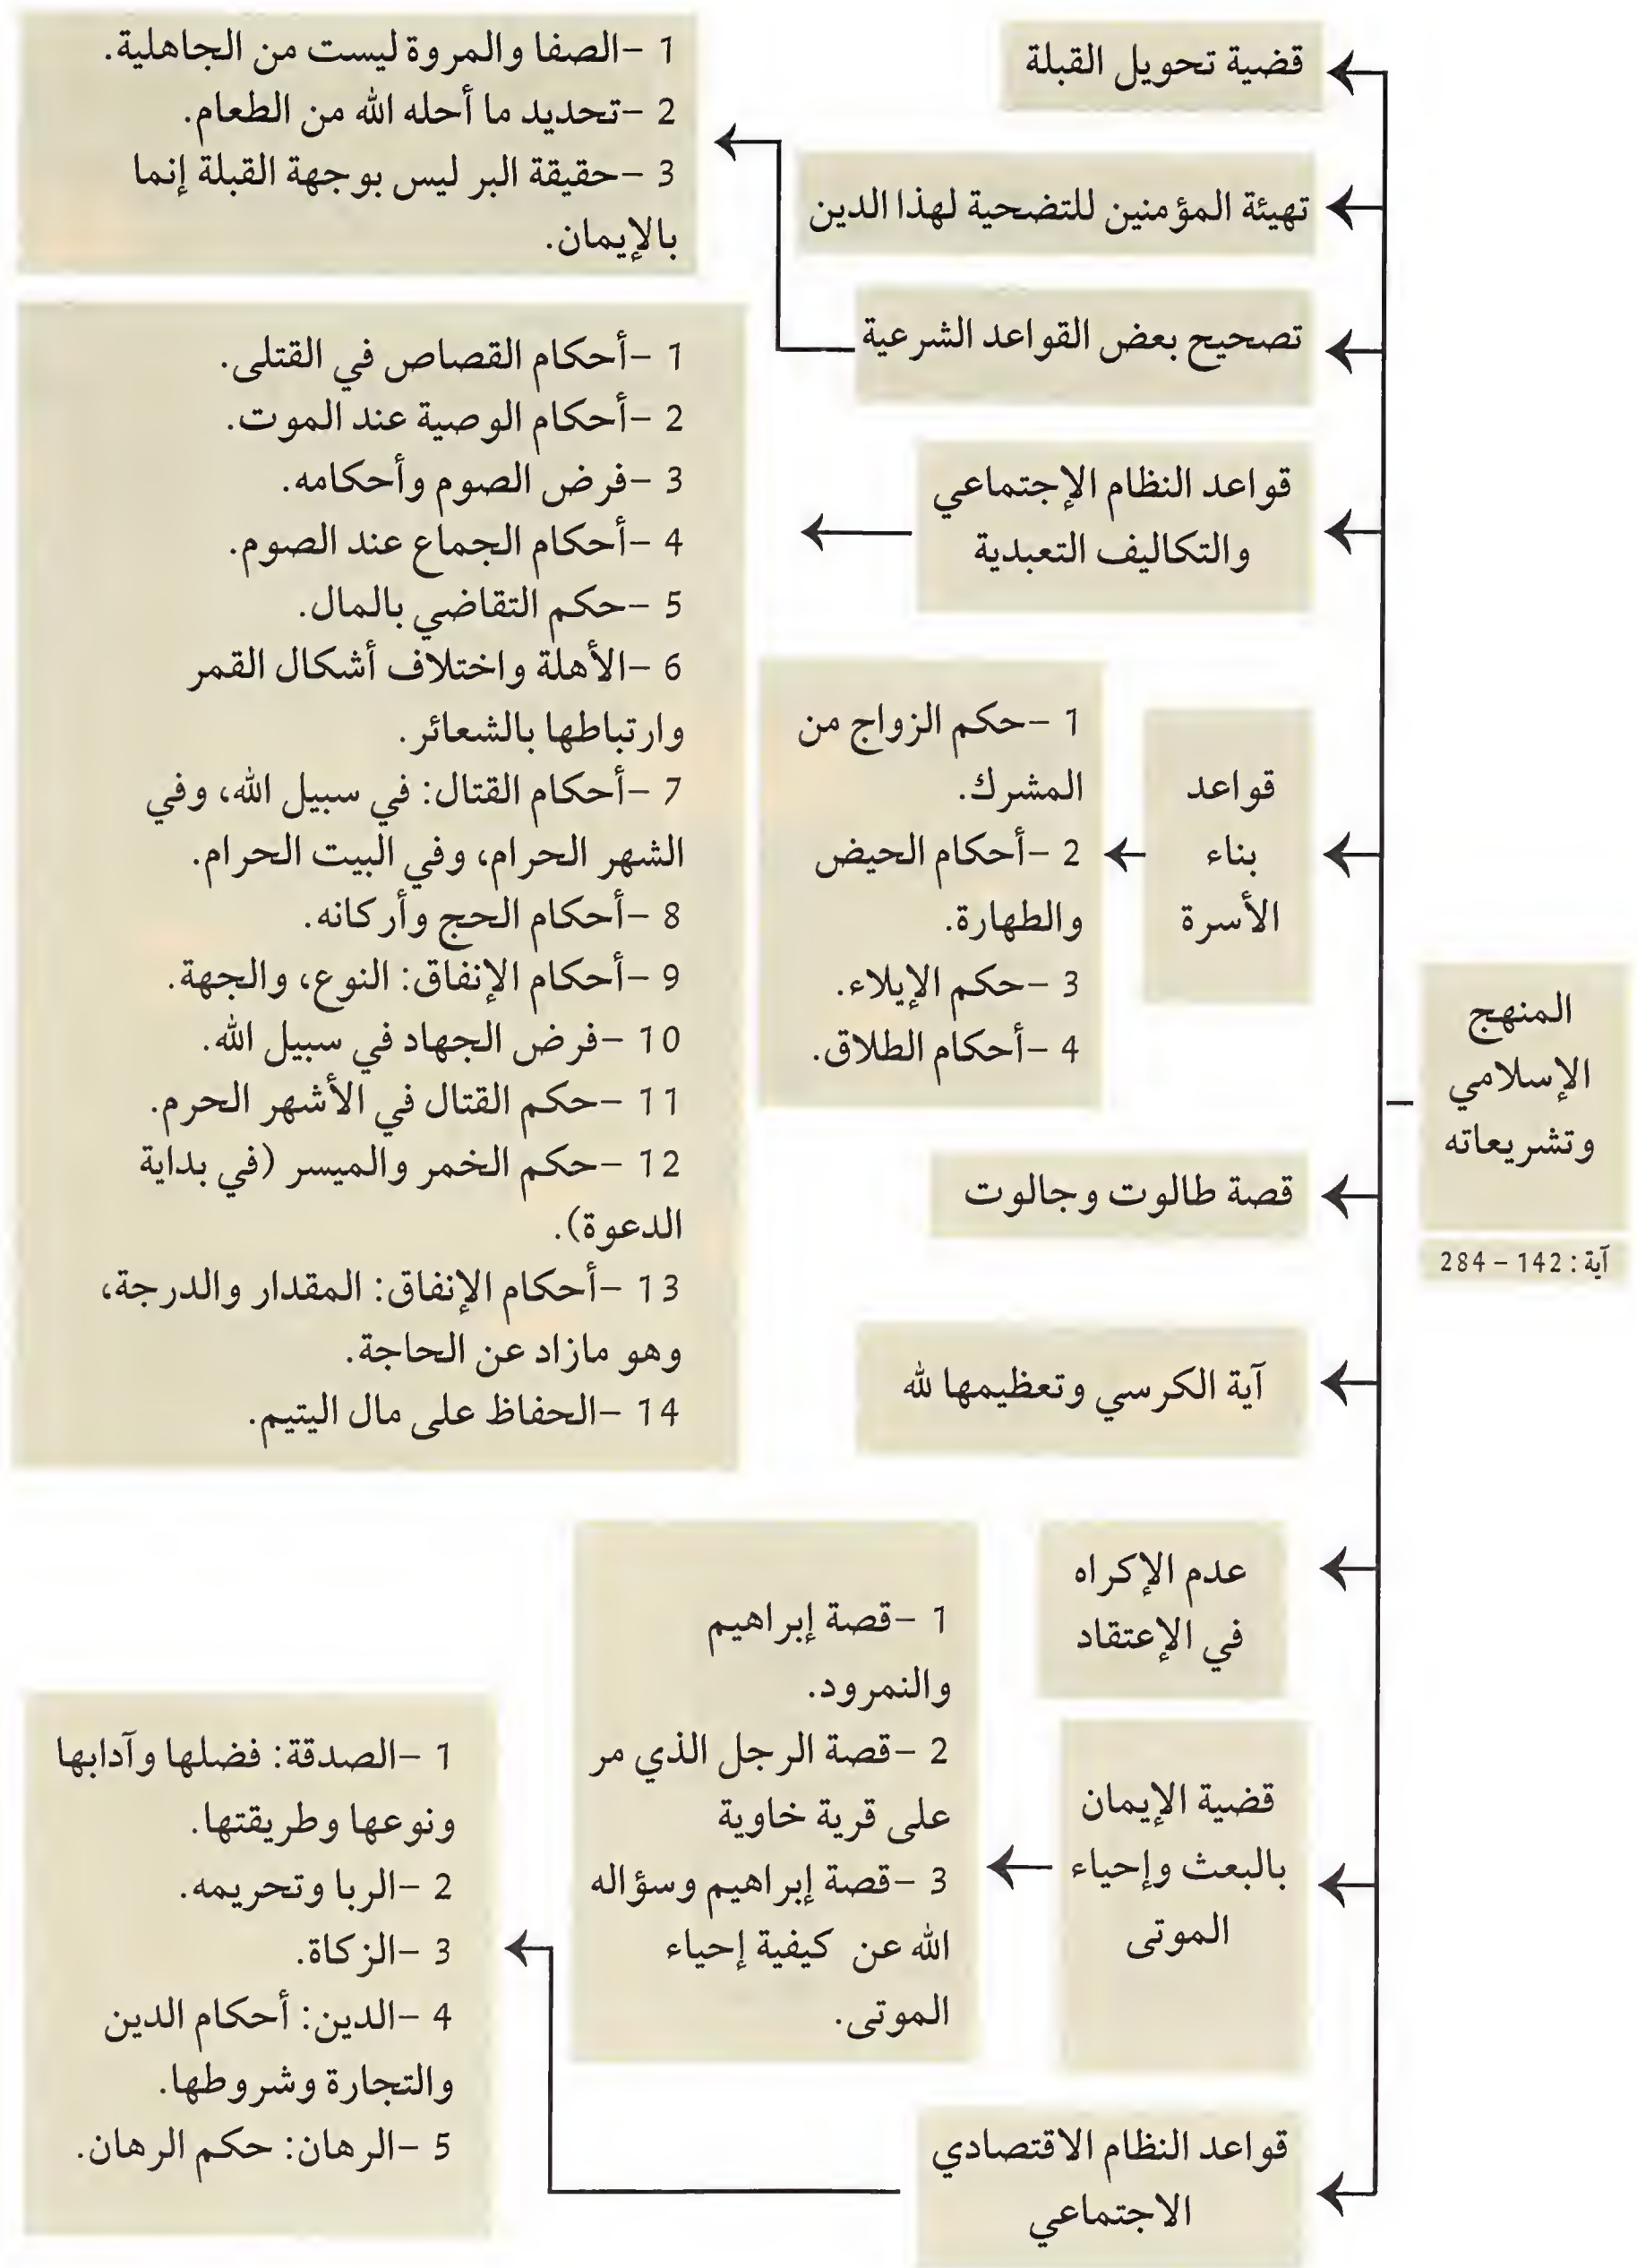 المنهج
الإسلامي
وتشريعاته
آية: 142 – 284
قضية تحويل القبلة
تهيئة المؤمنين للتضحية لهذا الدين
تصحيح بعض القواعد الشرعية
1 –الصفا والمروة ليست من الجاهلية.
2 –تحديد ما أحله الله من الطعام.
3 –حقيقة البر ليس بوجهة القبلة إنما
بالإيمان.
قواعد النظام الإجتماعي
والتكاليف التعبدية
1 –أحكام القصاص في القتلى.
2 –أحكام الوصية عند الموت.
3 –فرض الصوم وأحكامه.
4 –أحكام الجماع عند الصوم.
5 –حكم التقاضي بالمال.
6 –الأهلة واختلاف أشكال القمر
وارتباطها بالشعائر.
7 –أحكام القتال: في سبيل الله، وفي
الشهر الحرام، وفي البيت الحرام.
8 –أحكام الحج وأركانه.
9 –أحكام الإنفاق: النوع، والجهة.
10 –فرض الجهاد في سبيل الله.
11 –حكم القتال في الأشهر الحرم.
12 –حكم الخمر والميسر (في بداية
الدعوة).
13 –أحكام الإنفاق: المقدار والدرجة،
وهو مازاد عن الحاجة.
14 –الحفاظ على مال اليتيم.
قواعد
بناء
الأسرة
1 –حكم الزواج من
المشرك.
2 –أحكام الحيض
والطهارة.
3 –حكم الإيلاء.
4 –أحكام الطلاق.
قصة طالوت وجالوت
آية الكرسي وتعظيمها لله
عدم الإكراه
في الإعتقاد
قضية الإيمان
بالبعث وإحياء
الموتى
1 –قصة إبراهيم
والنمرود.
2 –قصة الرجل الذي مر
على قرية خاوية
3 –قصة إبراهيم وسؤاله
الله عن كيفية إحياء
الموتى.
قواعد النظام الاقتصادي
الاجتماعي
1 –الصدقة: فضلها وآدابها
ونوعها وطريقتها.
2 –الربا وتحريمه.
3 –الزكاة.
4 –الدين: أحكام الدين
والتجارة وشروطها.
5 –الرهان: حكم الرهان.